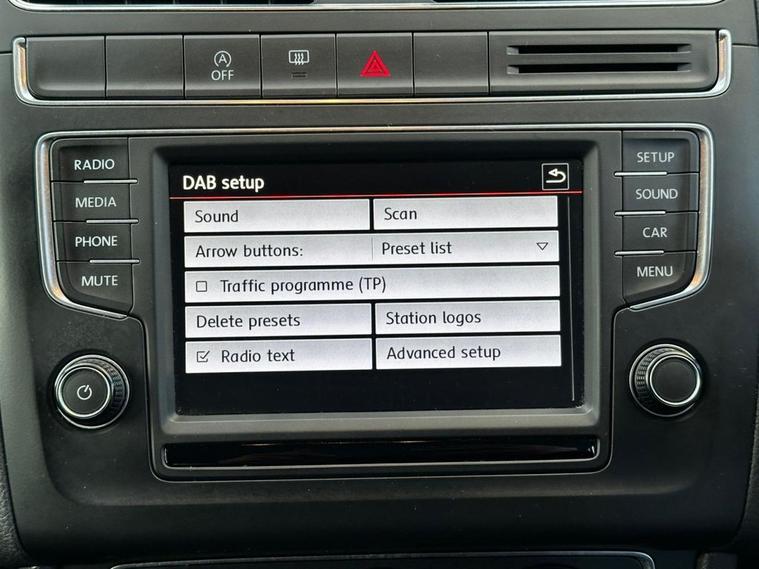 A
OFF
RADIO
MEDIA
PHONE
MUTE
DAB setup
Sound
Scan
Arrow buttons:
Preset list
Traffic programme (TP)
Delete presets
Station logos
Radio text
Advanced setup
SETUP
SOUND
CAR
MENU